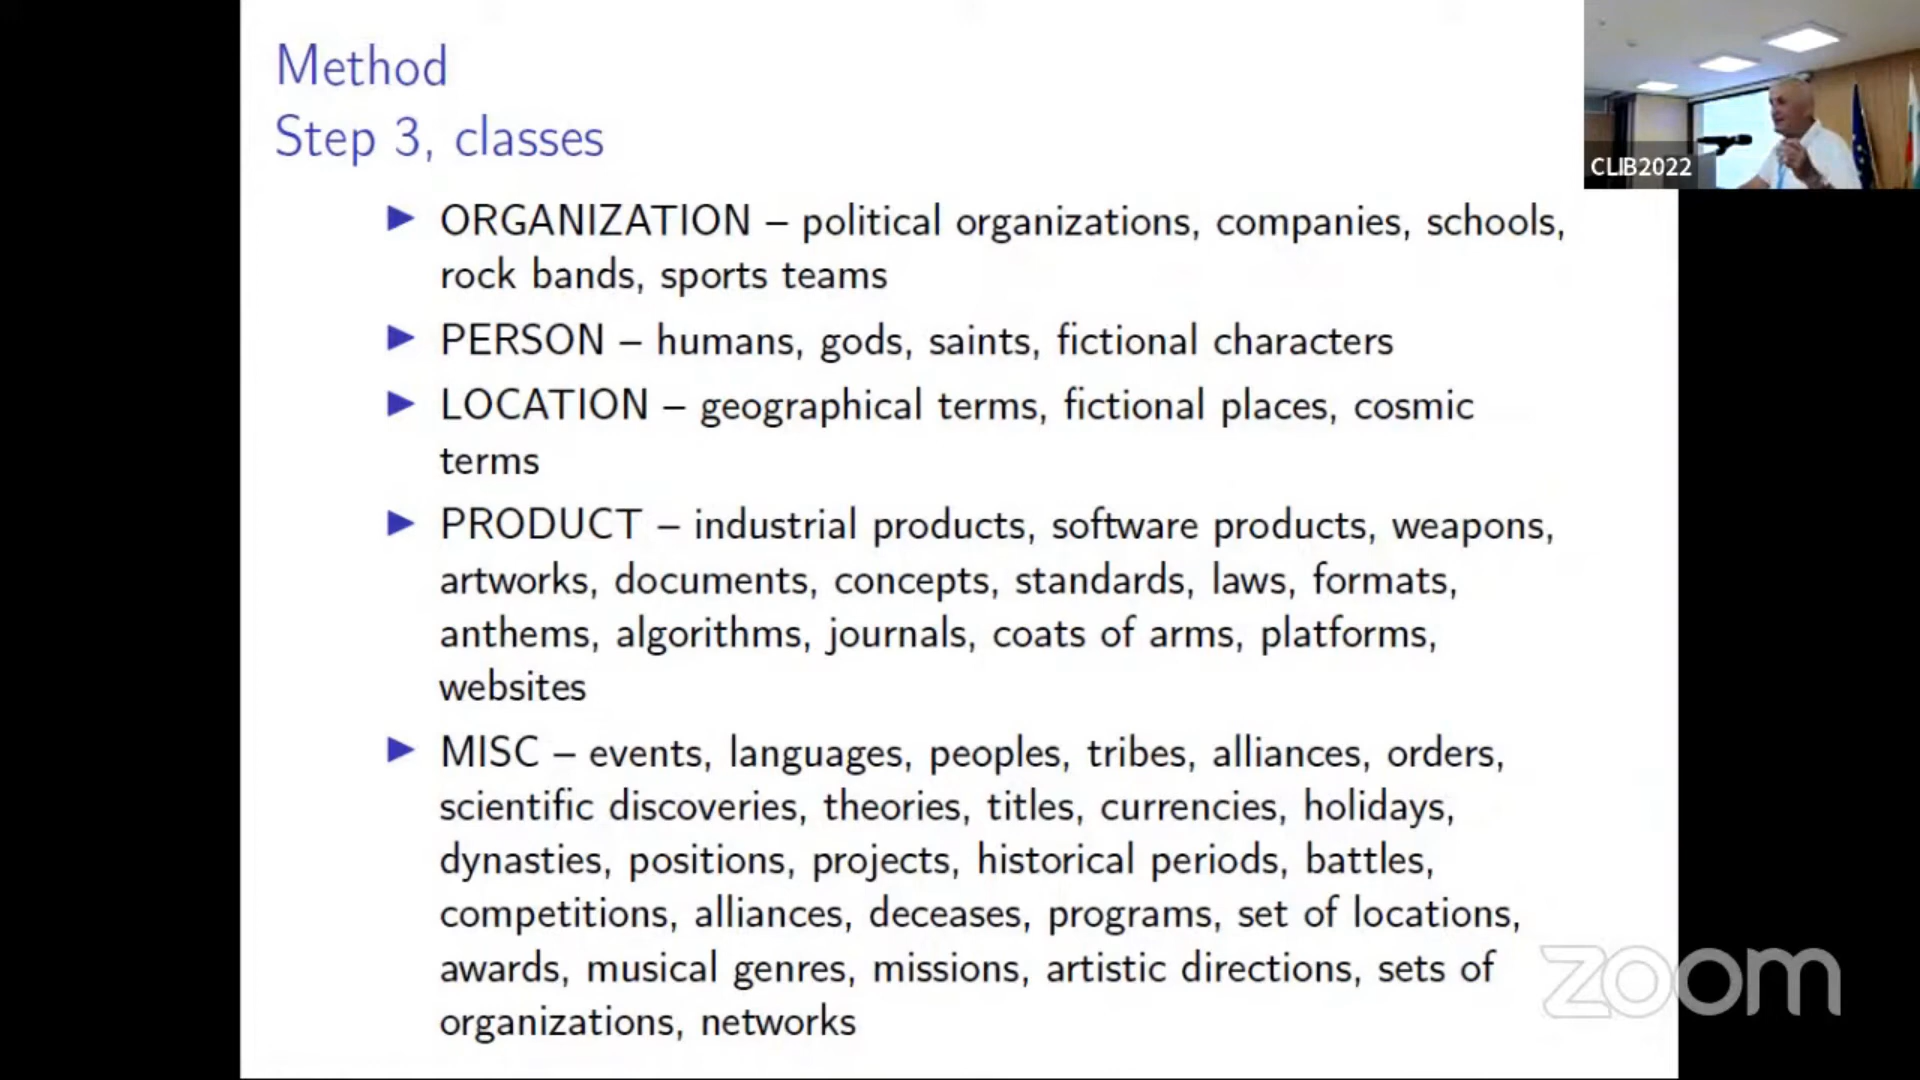 Method
Step 3, classes
CLIB2022
ORGANIZATION – political organizations, companies, schools,
rock bands, sports teams
PERSON – humans, gods, saints, fictional characters
LOCATION – geographical terms, fictional places, cosmic
terms
PRODUCT – industrial products, software products, weapons,
artworks, documents, concepts, standards, laws, formats,
anthems, algorithms, journals, coats of arms, platforms,
websites
MISC – events, languages, peoples, tribes, alliances, orders,
scientific discoveries, theories, titles, currencies, holidays,
dynasties, positions, projects, historical periods, battles,
competitions, alliances, deceases, programs, set of locations,
awards, musical genres, missions, artistic directions, sets of
organizations, networks
zoom